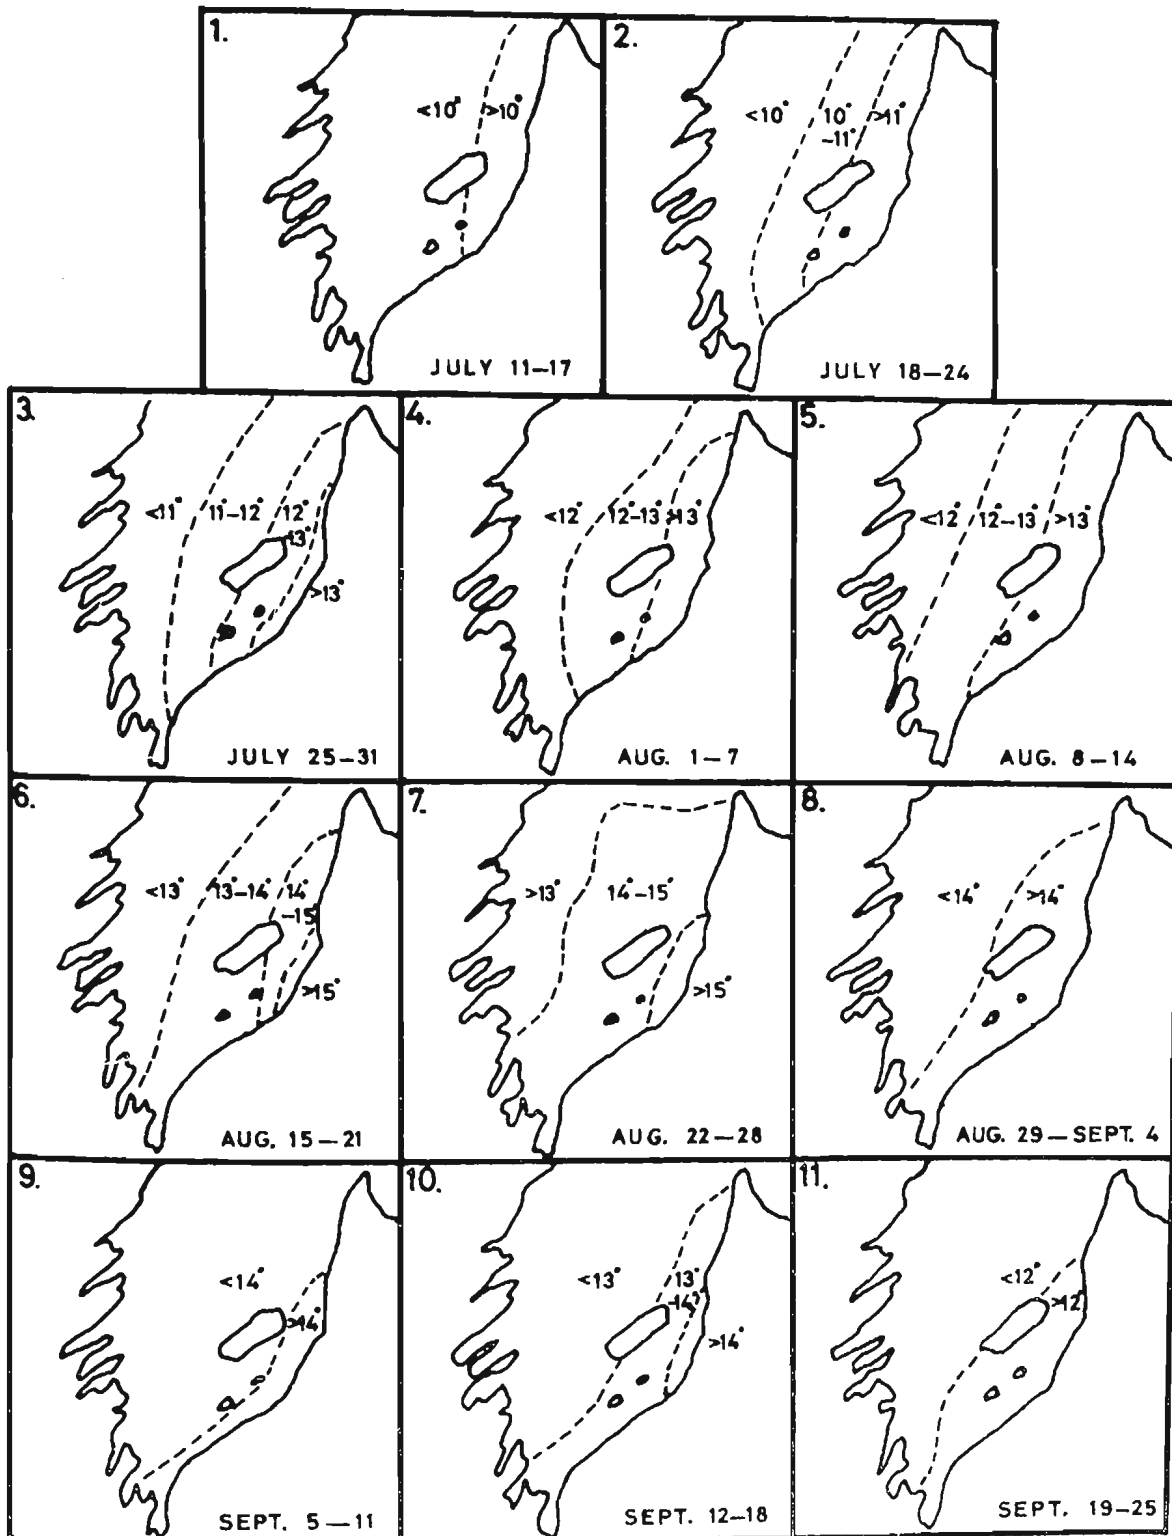 1.
<10° >10°
JULY 11–17
2.
<10° 10° >11°
–11°
JULY 18–24
3.
<11° 11°–12° 12°
–13°
>13°
JULY 25–31
4.
<12° 12°–13° >13°
AUG. 1–7
5.
<12° 12°–13° >13°
AUG. 8–14
6.
<13° 13°–14° 14°
–15°
>15°
AUG. 15–21
7.
>13° 14°–15°
>15°
AUG. 22–28
8.
<14° >14°
AUG. 29–SEPT. 4
9.
<14°
>14°
SEPT. 5–11
10.
<13° 13°
–14°
>14°
SEPT. 12–18
11.
<12°
>12°
SEPT. 19–25